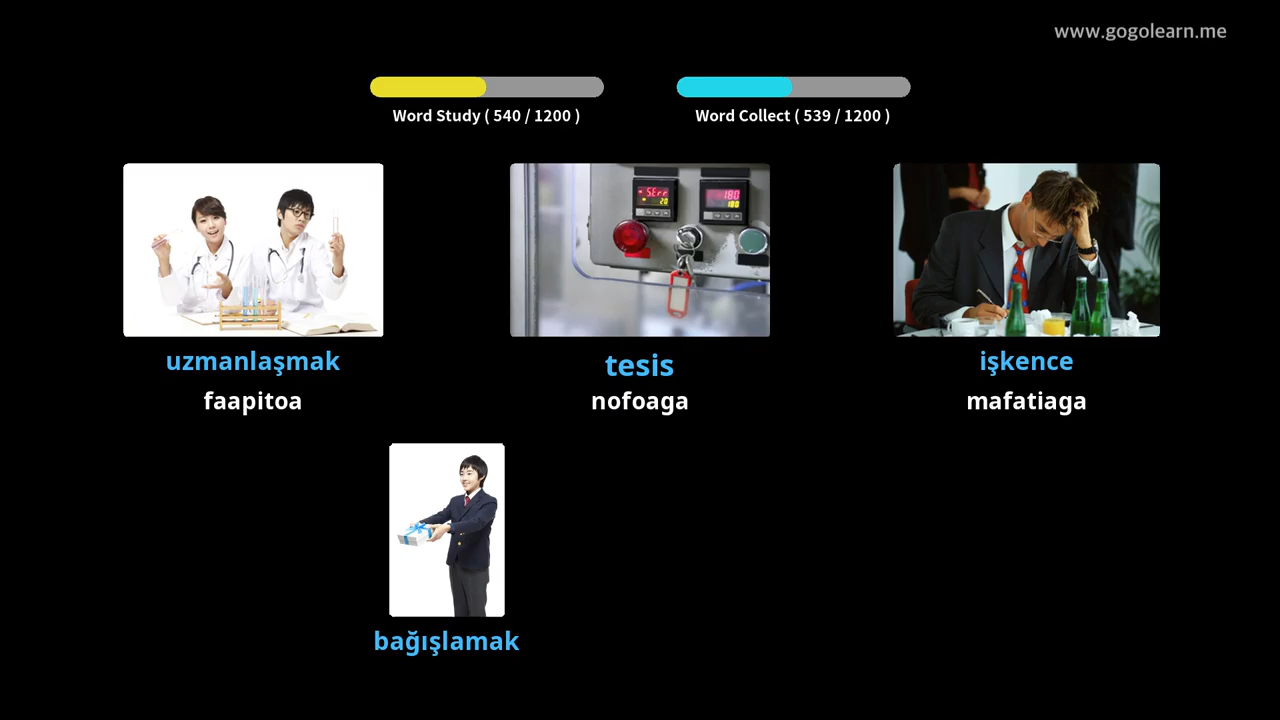 www.gogolearn.me
Word Study ( 540 / 1200 )
Word Collect ( 539 / 1200 )
uzmanlaşmak
faapitoa
tesis
nofoaga
işkence
mafatiaga
bağışlamak